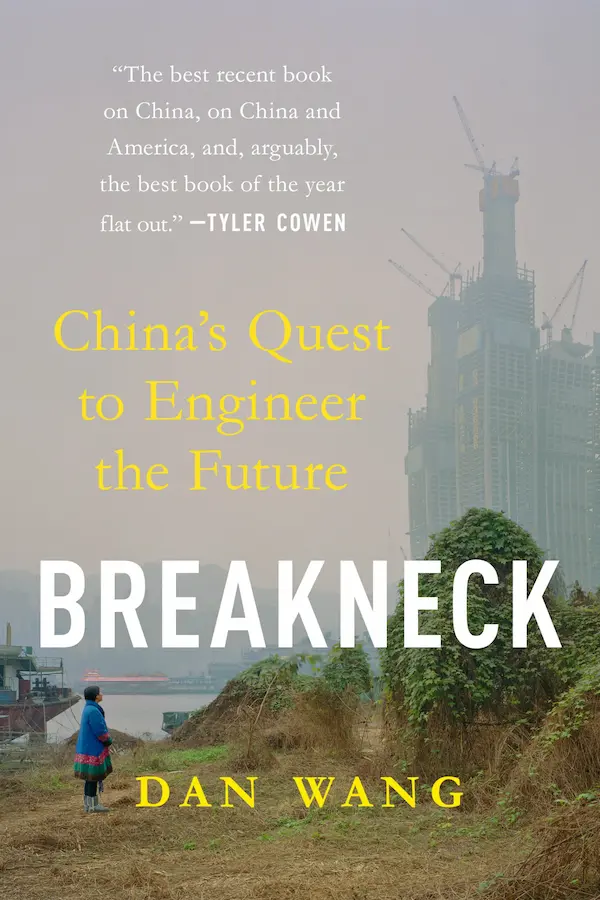 “The best recent book
on China, on China and
America, and, arguably,
the best book of the year
flat out.” —TYLER COWEN
China’s Quest
to Engineer
the Future
BREAKNECK
DAN WANG